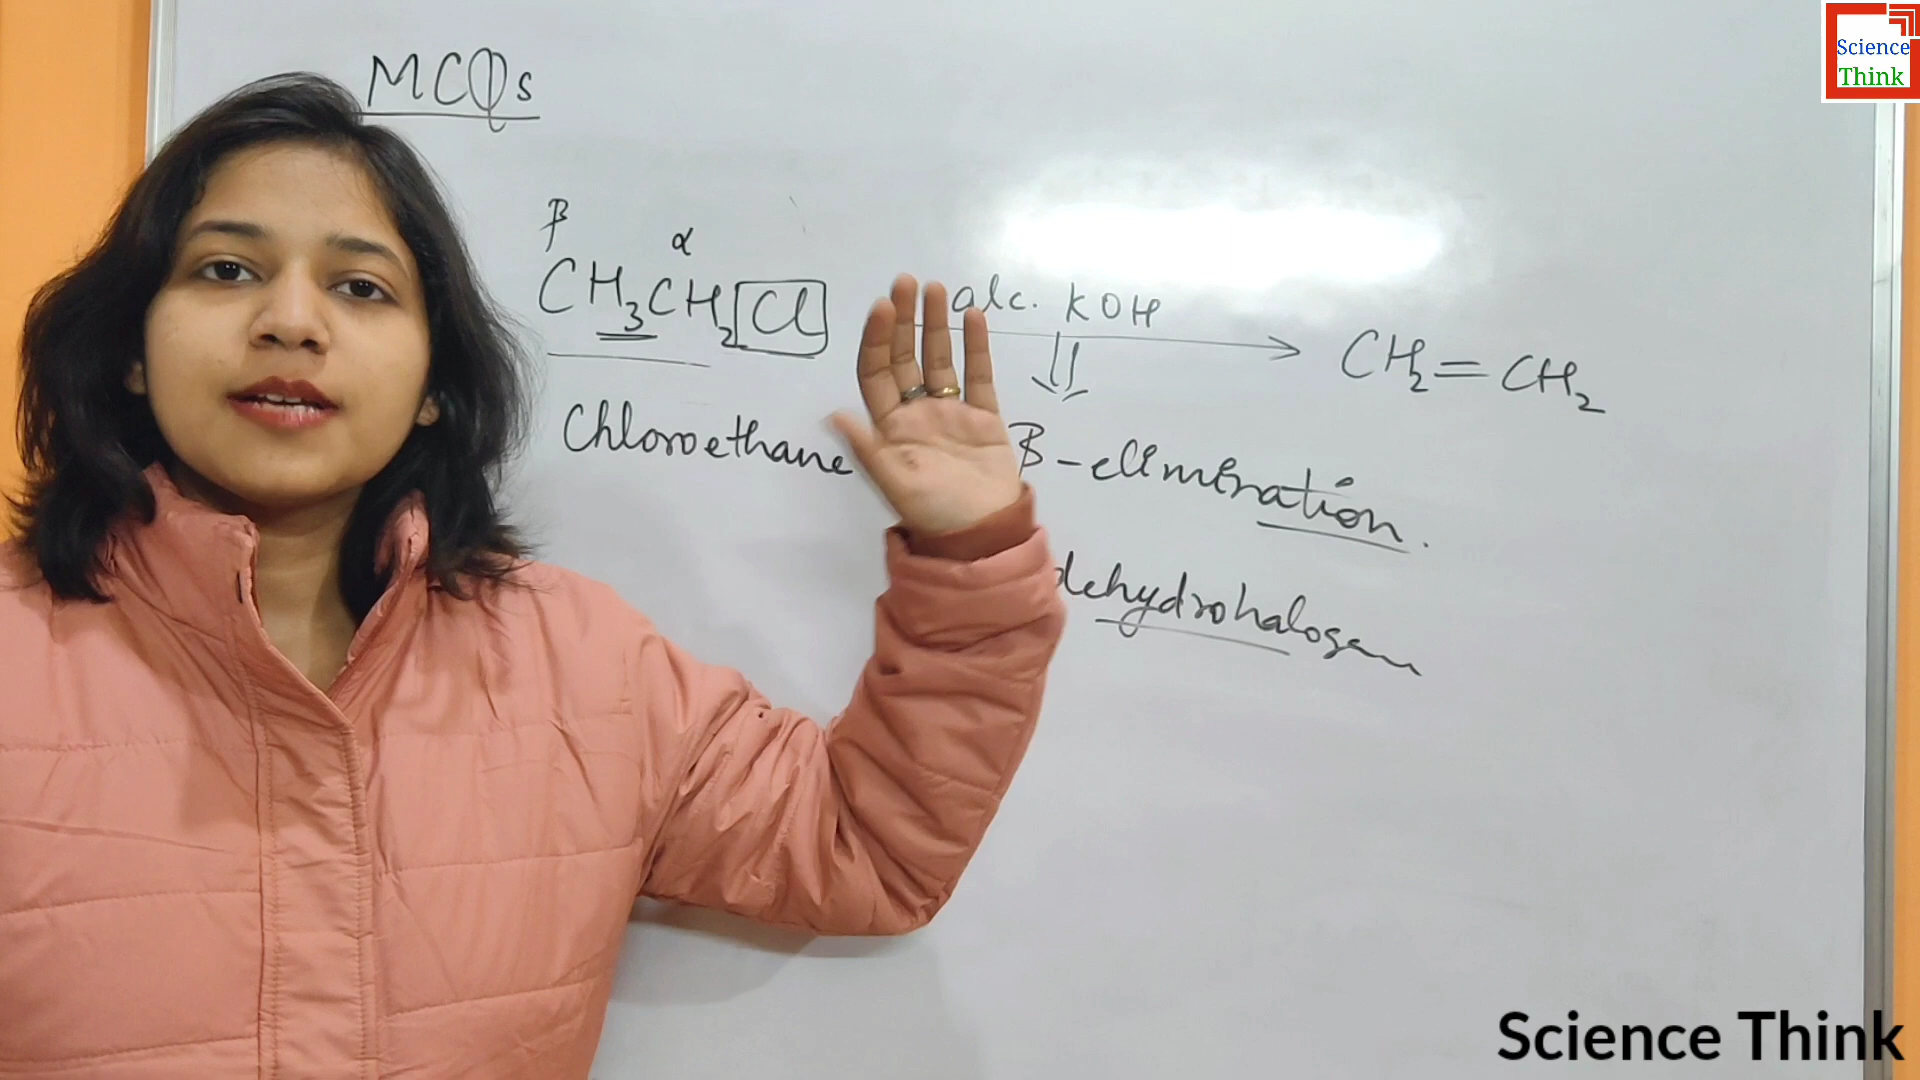 MCQs
Science
Think
β α
CH₃CH₂Cl alc. KOH CH₂=CH₂
Chloroethane β-elimination.
dehydrohalogen
Science Think